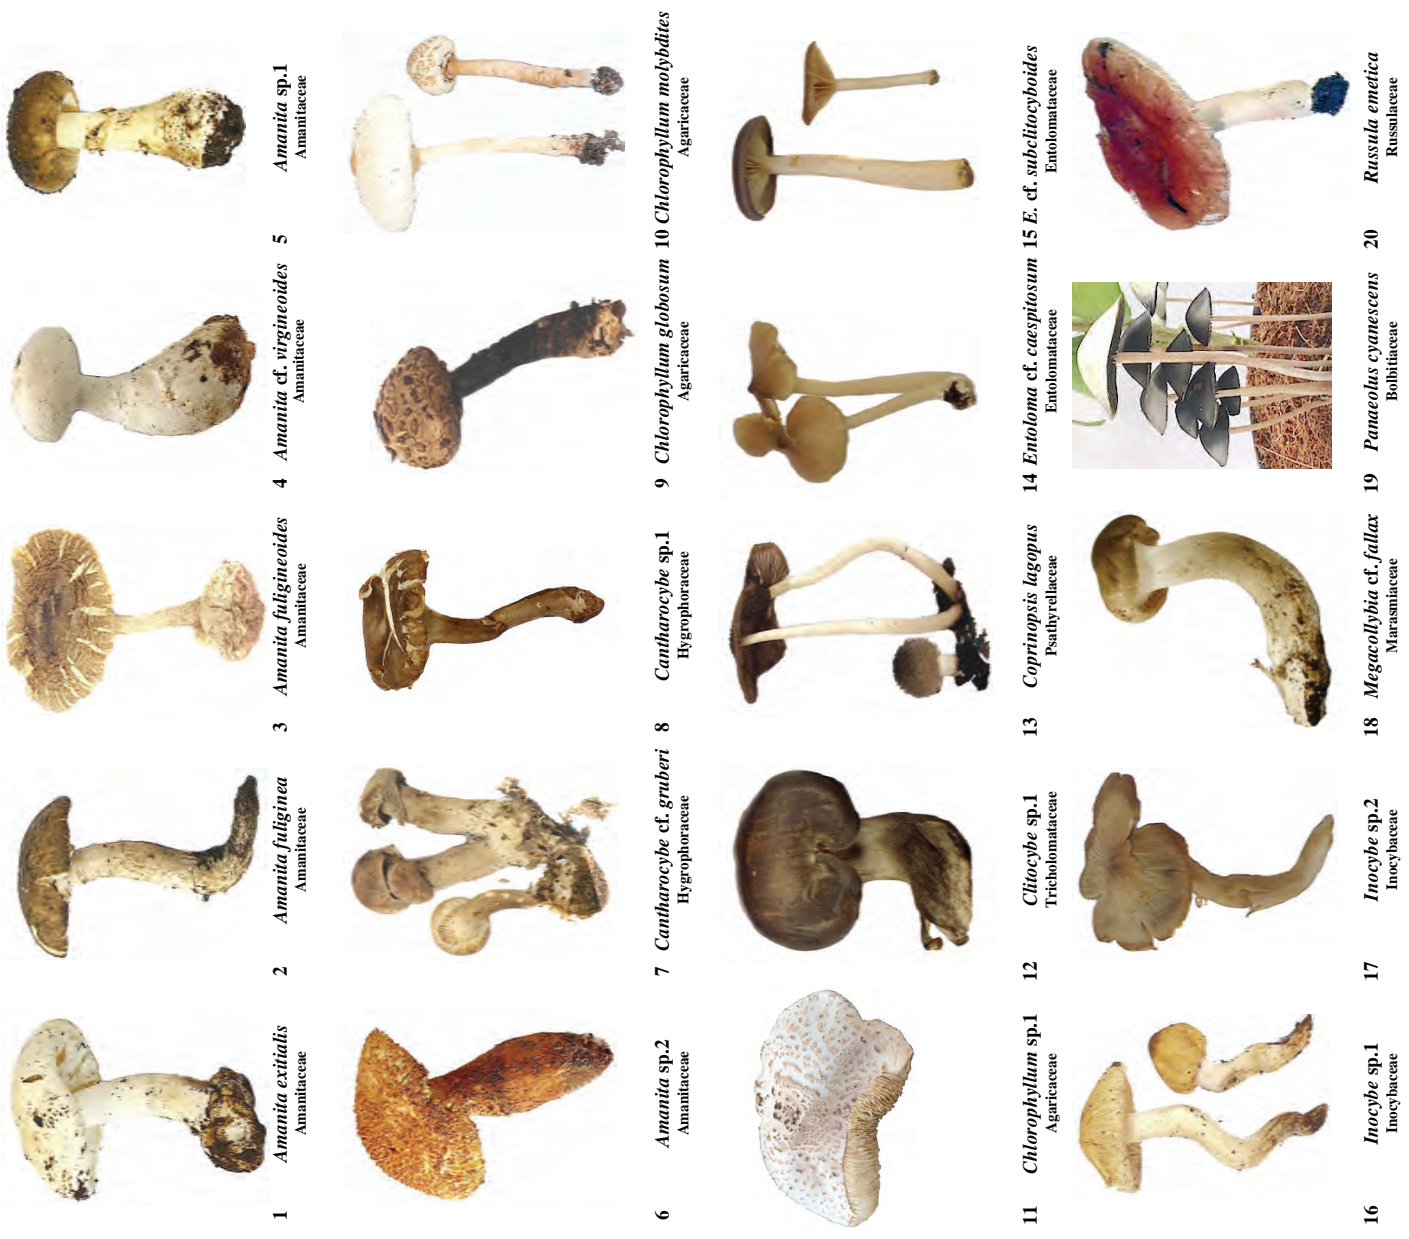 1 Amanita exitialis
Amanitaceae
2 Amanita fuliginea
Amanitaceae
3 Amanita fuligineoides
Amanitaceae
4 Amanita cf. virgineoides
Amanitaceae
5 Amanita sp.1
Amanitaceae
6 Amanita sp.2
Amanitaceae
7 Cantharocybe cf. gruberi
Hygrophoraceae
8 Cantharocybe sp.1
Hygrophoraceae
9 Chlorophyllum globosum
Agaricaceae
10 Chlorophyllum molybdites
Agaricaceae
11 Chlorophyllum sp.1
Agaricaceae
12 Clitocybe sp.1
Tricholomataceae
13 Coprinopsis lagopus
Psathyrellaceae
14 Entoloma cf. caespitosum
Entolomataceae
15 E. cf. subclitocyboides
Entolomataceae
16 Inocybe sp.1
Inocybaceae
17 Inocybe sp.2
Inocybaceae
18 Megacollybia cf. fallax
Marasmiaceae
19 Panaeolus cyanescens
Bolbitiaceae
20 Russula emetica
Russulaceae